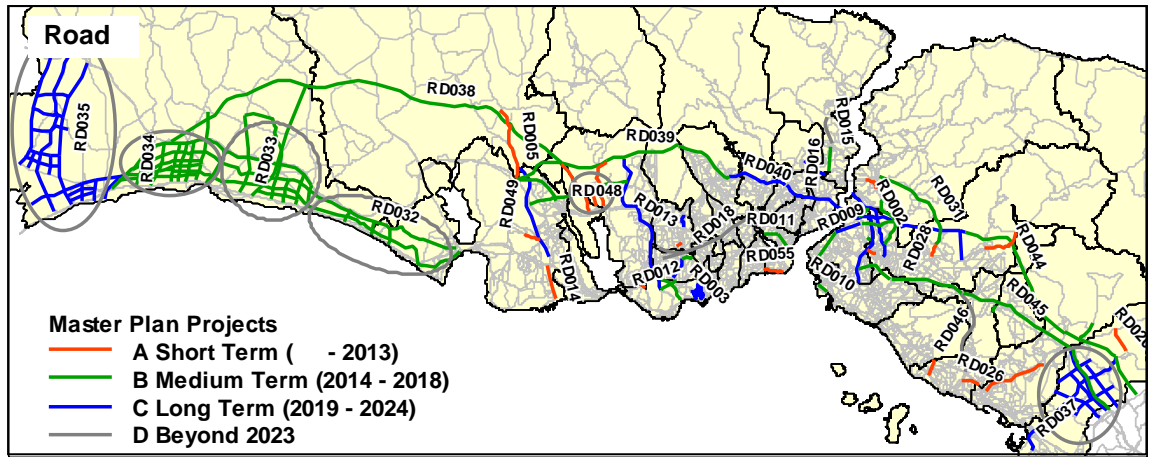 Road
RD035
RD034
RD033
RD032
RD038
RD005
RD049
RD014
RD039
RD048
RD013
RD012
RD018
RD003
RD040
RD011
RD055
RD016
RD015
RD009
RD010
RD002
RD028
RD031
RD044
RD045
RD046
RD026
RD037
Master Plan Projects
A Short Term ( - 2013)
B Medium Term (2014 - 2018)
C Long Term (2019 - 2024)
D Beyond 2023